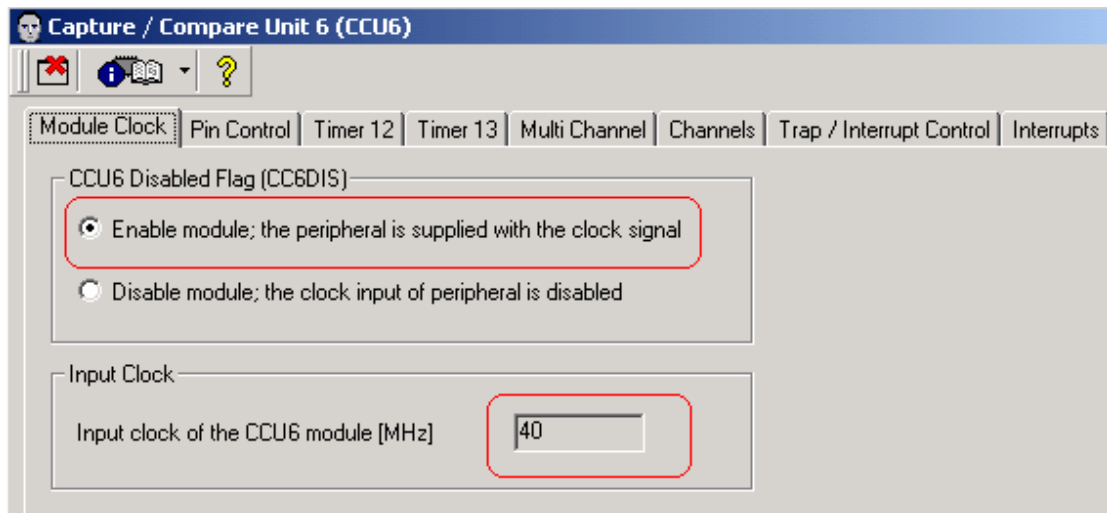 Capture / Compare Unit 6 (CCU6)
Module Clock Pin Control Timer 12 Timer 13 Multi Channel Channels Trap / Interrupt Control Interrupts
CCU6 Disabled Flag (CC6DIS)
Enable module; the peripheral is supplied with the clock signal
Disable module; the clock input of peripheral is disabled
Input Clock
Input clock of the CCU6 module [MHz] 40